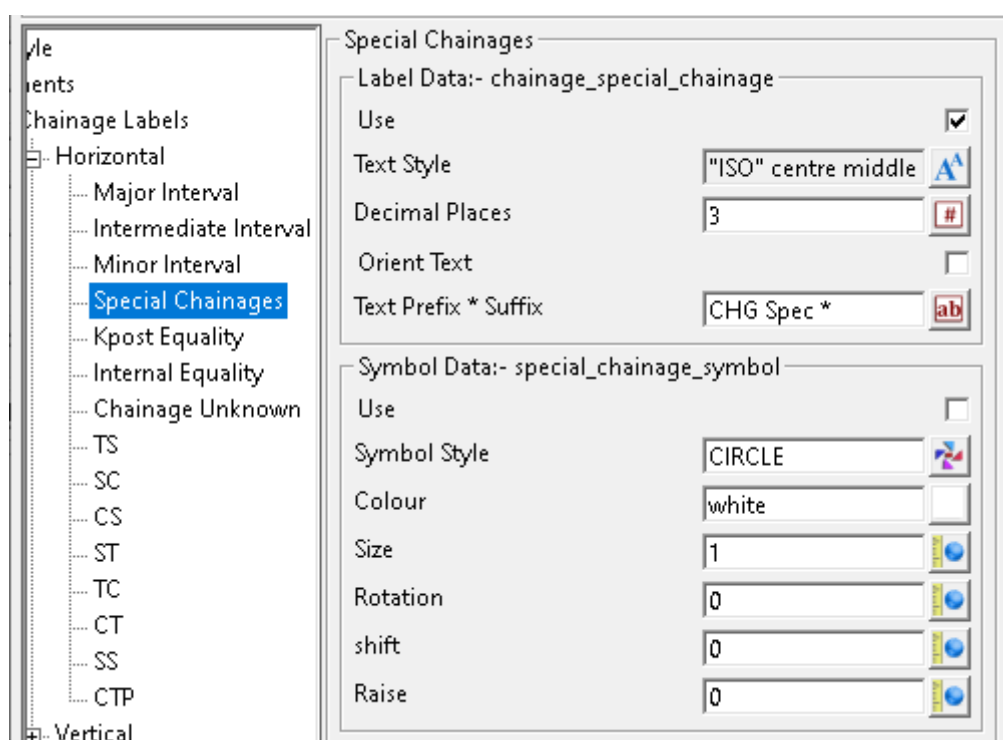 Chainage Labels
Horizontal
Major Interval
Intermediate Interval
Minor Interval
Special Chainages
Kpost Equality
Internal Equality
Chainage Unknown
TS
SC
CS
ST
TC
CT
SS
CTP
Vertical
Special Chainages
Label Data:- chainage_special_chainage
Use
Text Style "ISO" centre middle
Decimal Places 3 #
Orient Text
Text Prefix * Suffix CHG Spec * ab
Symbol Data:- special_chainage_symbol
Use
Symbol Style CIRCLE
Colour white
Size 1
Rotation 0
shift 0
Raise 0